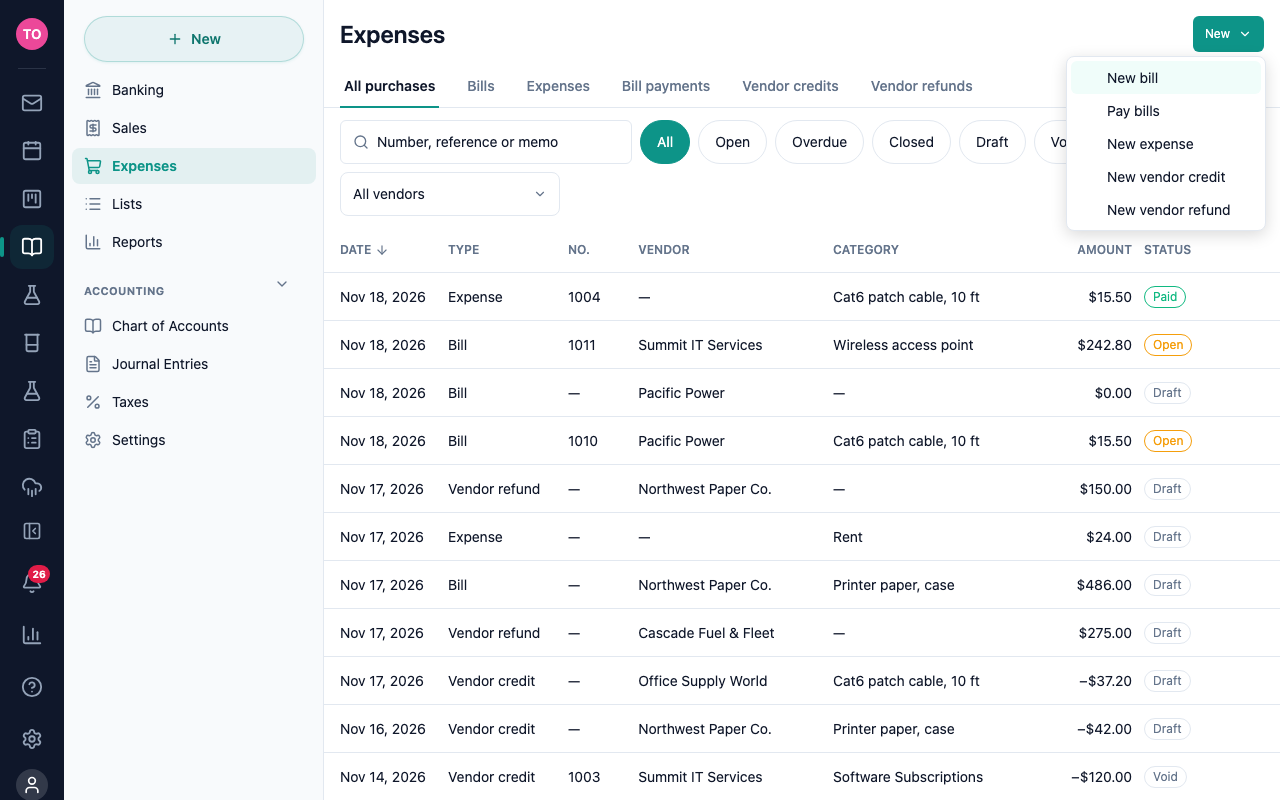 TO
New
Expenses
New
Banking
Sales
Expenses
Lists
Reports
ACCOUNTING
Chart of Accounts
Journal Entries
Taxes
Settings
26
All purchases Bills Expenses Bill payments Vendor credits Vendor refunds
New bill
Pay bills
New expense
New vendor credit
New vendor refund
Number, reference or memo All Open Overdue Closed Draft Vo
All vendors
DATE TYPE NO. VENDOR CATEGORY AMOUNT STATUS
Nov 18, 2026 Expense 1004 — Cat6 patch cable, 10 ft $15.50 Paid
Nov 18, 2026 Bill 1011 Summit IT Services Wireless access point $242.80 Open
Nov 18, 2026 Bill — Pacific Power — $0.00 Draft
Nov 18, 2026 Bill 1010 Pacific Power Cat6 patch cable, 10 ft $15.50 Open
Nov 17, 2026 Vendor refund — Northwest Paper Co. — $150.00 Draft
Nov 17, 2026 Expense — — Rent $24.00 Draft
Nov 17, 2026 Bill — Northwest Paper Co. Printer paper, case $486.00 Draft
Nov 17, 2026 Vendor refund — Cascade Fuel & Fleet — $275.00 Draft
Nov 17, 2026 Vendor credit — Office Supply World Cat6 patch cable, 10 ft −$37.20 Draft
Nov 16, 2026 Vendor credit — Northwest Paper Co. Printer paper, case −$42.00 Draft
Nov 14, 2026 Vendor credit 1003 Summit IT Services Software Subscriptions −$120.00 Void